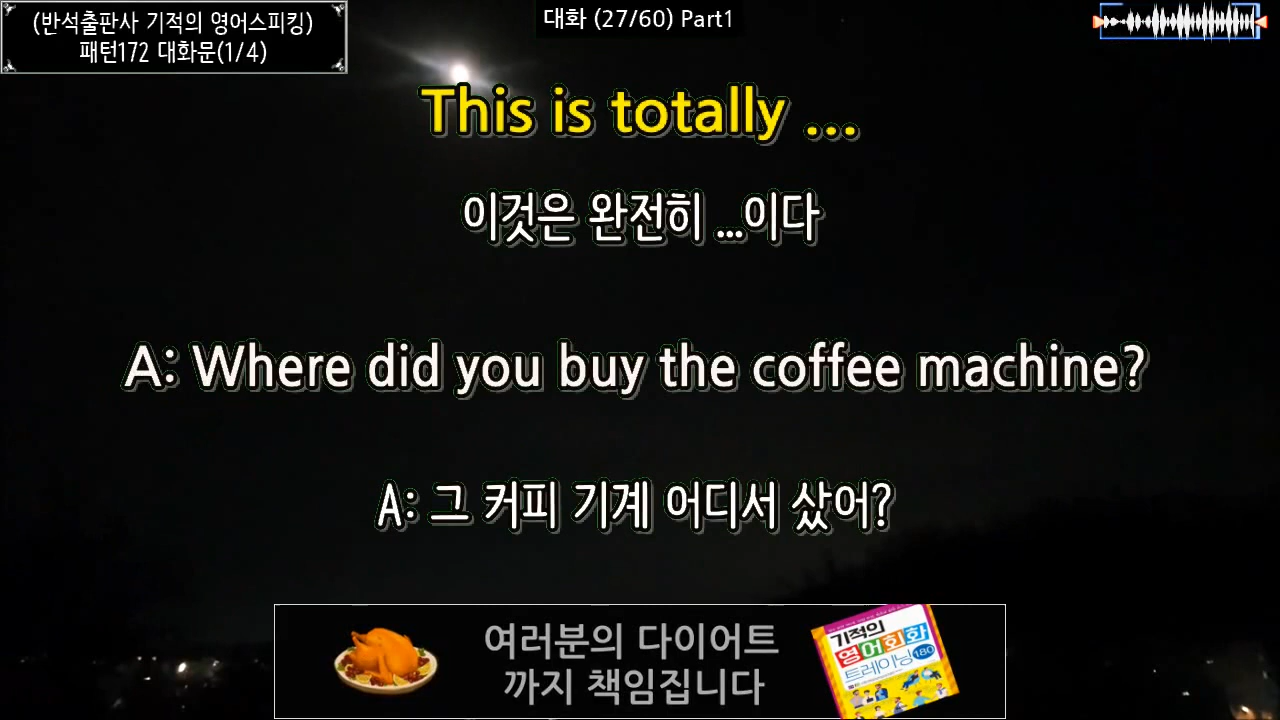 (반석출판사 기적의 영어스피킹)
패턴172 대화문(1/4)
대화 (27/60) Part1
This is totally ...
이것은 완전히 ...이다
A: Where did you buy the coffee machine?
A: 그 커피 기계 어디서 샀어?
여러분의 다이어트
까지 책임집니다
기적의
영어회화
트레이닝 180